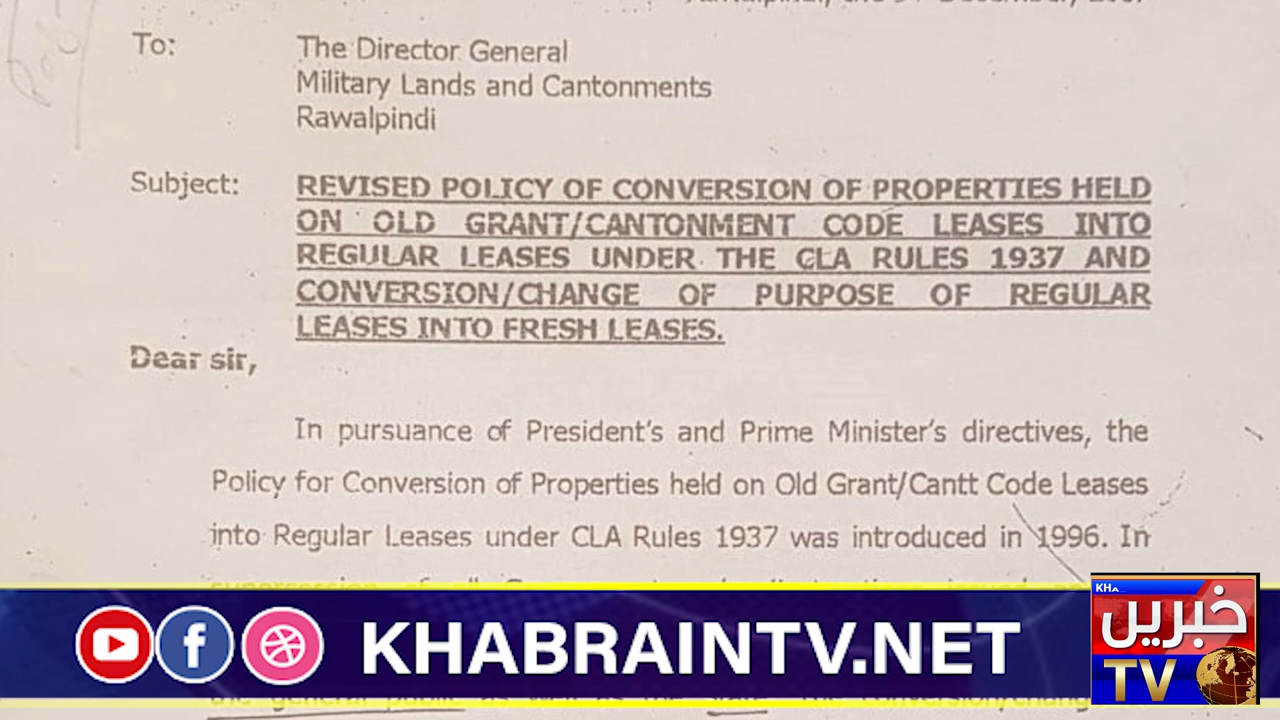 To:
The Director General
Military Lands and Cantonments
Rawalpindi
Subject:
REVISED POLICY OF CONVERSION OF PROPERTIES HELD
ON OLD GRANT/CANTONMENT CODE LEASES INTO
REGULAR LEASES UNDER THE CLA RULES 1937 AND
CONVERSION/CHANGE OF PURPOSE OF REGULAR
LEASES INTO FRESH LEASES.
Dear sir,
In pursuance of President's and Prime Minister's directives, the
Policy for Conversion of Properties held on Old Grant/Cantt Code Leases
into Regular Leases under CLA Rules 1937 was introduced in 1996. In
KHABRAINTV.NET
خبریں
TV